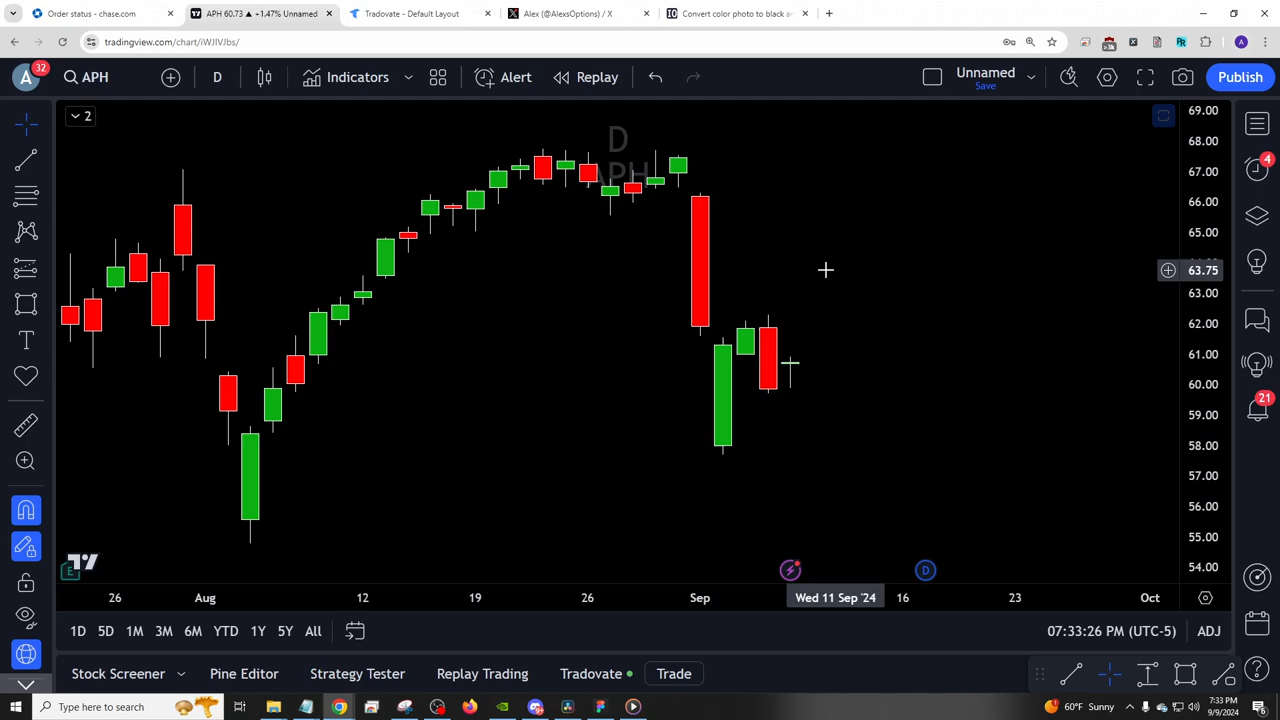 Order status - chase.com
APH 60.73 ▲ +1.47% Unnamed
Tradovate - Default Layout
Alex (@AlexsOptions) / X
Convert color photo to black an
tradingview.com/chart/iWJIVJbs/
A
32
APH
D
Indicators
Alert
Replay
Unnamed
Save
Publish
2
D
APH
69.00
68.00
67.00
66.00
65.00
63.75
63.00
62.00
61.00
60.00
59.00
58.00
57.00
56.00
55.00
54.00
4
21
E
D
26
Aug
12
19
26
Sep
Wed 11 Sep '24
16
23
Oct
1D 5D 1M 3M 6M YTD 1Y 5Y All
07:33:26 PM (UTC-5)
ADJ
Stock Screener
Pine Editor
Strategy Tester
Replay Trading
Tradovate
Trade
Type here to search
60°F Sunny
7:33 PM
9/9/2024